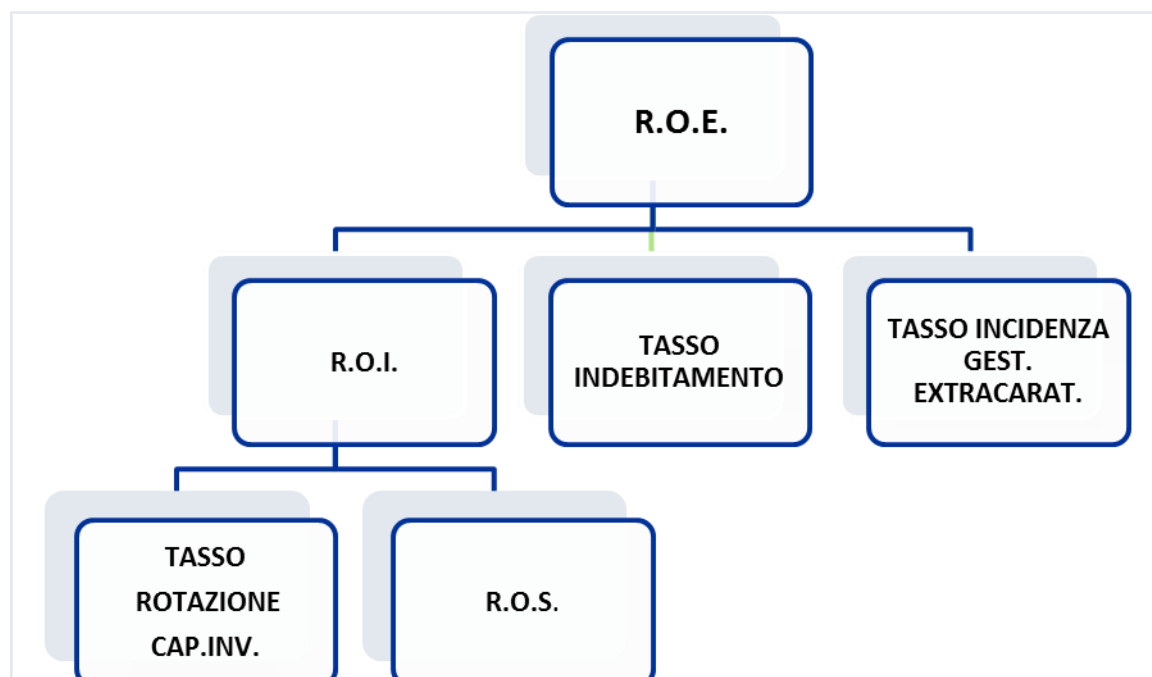 R.O.E.
R.O.I.
TASSO
INDEBITAMENTO
TASSO INCIDENZA
GEST.
EXTRACARAT.
TASSO
ROTAZIONE
CAP.INV.
R.O.S.